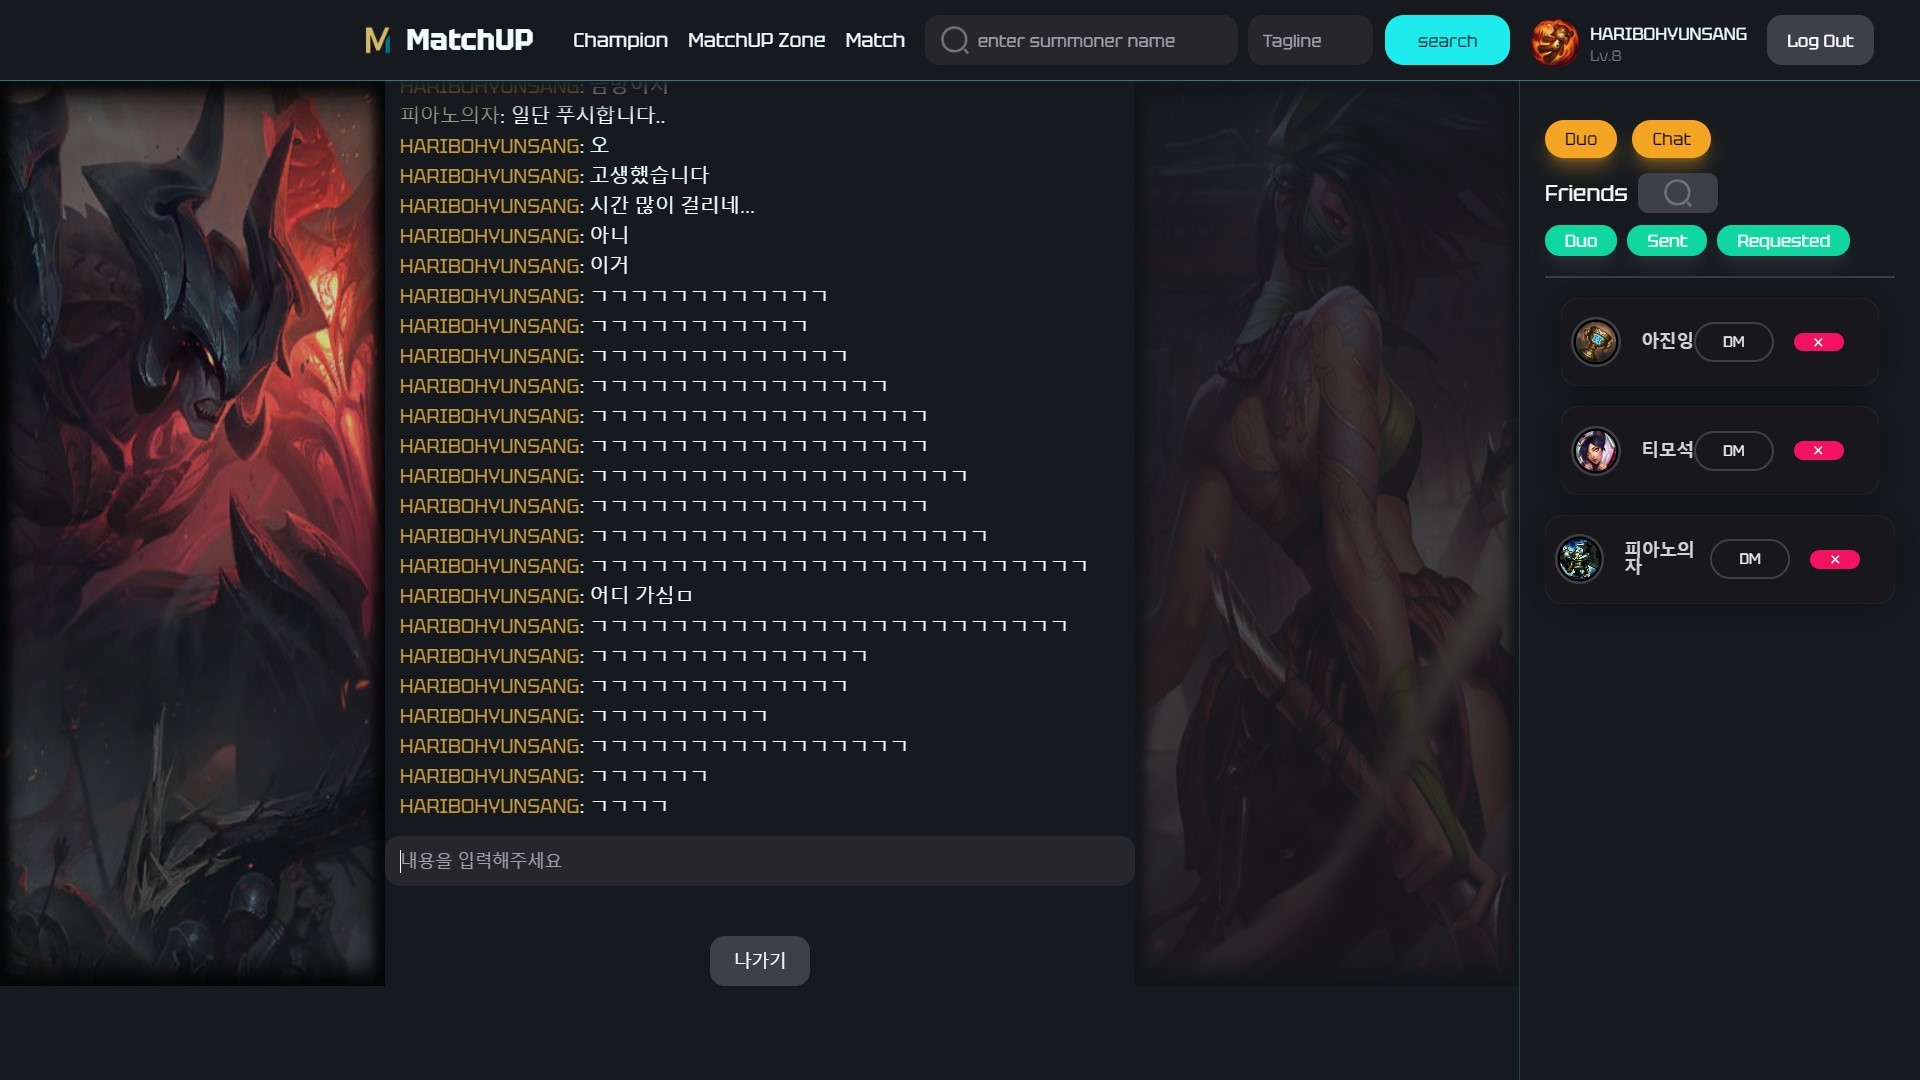 MatchUP
Champion
MatchUP Zone
Match
enter summoner name
Tagline
search
HARIBOHYUNSANG
Lv.8
Log Out
HARIBOHYUNSANG:
피아노의자: 일단 푸시합니다..
HARIBOHYUNSANG: 오
HARIBOHYUNSANG: 고생했습니다
HARIBOHYUNSANG: 시간 많이 걸리네...
HARIBOHYUNSANG: 아니
HARIBOHYUNSANG: 이거
HARIBOHYUNSANG: ㄱㄱㄱㄱㄱㄱㄱㄱㄱㄱㄱㄱ
HARIBOHYUNSANG: ㄱㄱㄱㄱㄱㄱㄱㄱㄱㄱㄱ
HARIBOHYUNSANG: ㄱㄱㄱㄱㄱㄱㄱㄱㄱㄱㄱㄱㄱ
HARIBOHYUNSANG: ㄱㄱㄱㄱㄱㄱㄱㄱㄱㄱㄱㄱㄱㄱㄱ
HARIBOHYUNSANG: ㄱㄱㄱㄱㄱㄱㄱㄱㄱㄱㄱㄱㄱㄱㄱㄱㄱ
HARIBOHYUNSANG: ㄱㄱㄱㄱㄱㄱㄱㄱㄱㄱㄱㄱㄱㄱㄱㄱㄱ
HARIBOHYUNSANG: ㄱㄱㄱㄱㄱㄱㄱㄱㄱㄱㄱㄱㄱㄱㄱㄱㄱㄱㄱ
HARIBOHYUNSANG: ㄱㄱㄱㄱㄱㄱㄱㄱㄱㄱㄱㄱㄱㄱㄱㄱㄱ
HARIBOHYUNSANG: ㄱㄱㄱㄱㄱㄱㄱㄱㄱㄱㄱㄱㄱㄱㄱㄱㄱㄱㄱㄱ
HARIBOHYUNSANG: ㄱㄱㄱㄱㄱㄱㄱㄱㄱㄱㄱㄱㄱㄱㄱㄱㄱㄱㄱㄱㄱㄱㄱㄱㄱ
HARIBOHYUNSANG: 어디 가심ㅁ
HARIBOHYUNSANG: ㄱㄱㄱㄱㄱㄱㄱㄱㄱㄱㄱㄱㄱㄱㄱㄱㄱㄱㄱㄱㄱㄱㄱㄱ
HARIBOHYUNSANG: ㄱㄱㄱㄱㄱㄱㄱㄱㄱㄱㄱㄱㄱㄱ
HARIBOHYUNSANG: ㄱㄱㄱㄱㄱㄱㄱㄱㄱㄱㄱㄱㄱ
HARIBOHYUNSANG: ㄱㄱㄱㄱㄱㄱㄱㄱㄱ
HARIBOHYUNSANG: ㄱㄱㄱㄱㄱㄱㄱㄱㄱㄱㄱㄱㄱㄱㄱㄱ
HARIBOHYUNSANG: ㄱㄱㄱㄱㄱㄱ
HARIBOHYUNSANG: ㄱㄱㄱㄱ
내용을 입력해주세요
나가기
Duo
Chat
Friends
Duo
Sent
Requested
아진잉
DM
×
티모석
DM
×
피아노의
자
DM
×